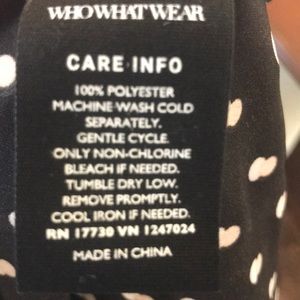 WHO WHAT WEAR
CARE INFO
100% POLYESTER
MACHINE WASH COLD
SEPARATELY.
GENTLE CYCLE.
ONLY NON-CHLORINE
BLEACH IF NEEDED.
TUMBLE DRY LOW.
REMOVE PROMPTLY.
COOL IRON IF NEEDED.
RN 17730 VN 1247024
MADE IN CHINA